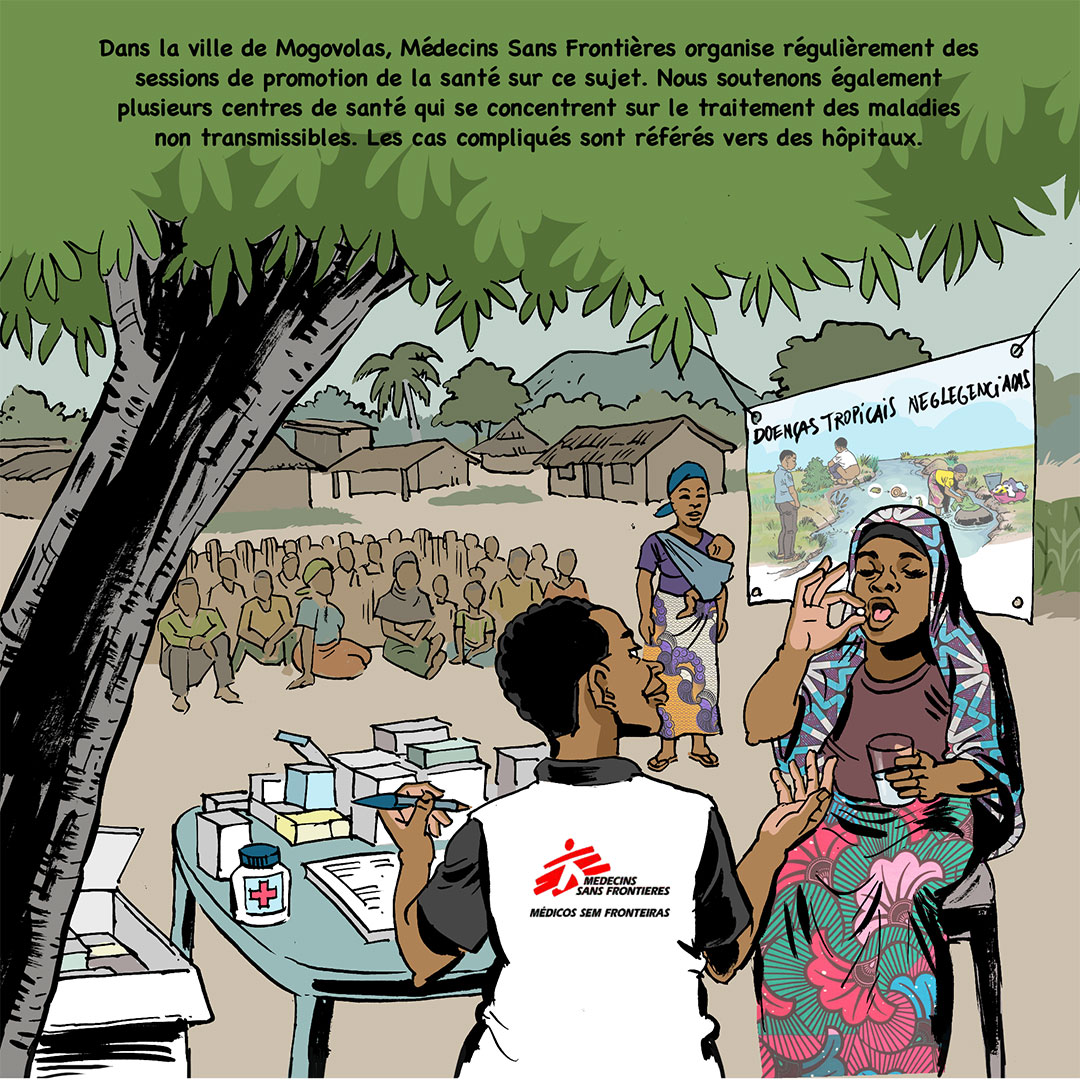 Dans la ville de Mogovolas, Médecins Sans Frontières organise régulièrement des
sessions de promotion de la santé sur ce sujet. Nous soutenons également
plusieurs centres de santé qui se concentrent sur le traitement des maladies
non transmissibles. Les cas compliqués sont référés vers des hôpitaux.
DOENÇAS TROPICAIS NEGLEGENCIADAS
MEDECINS
SANS FRONTIERES
MÉDICOS SEM FRONTEIRAS